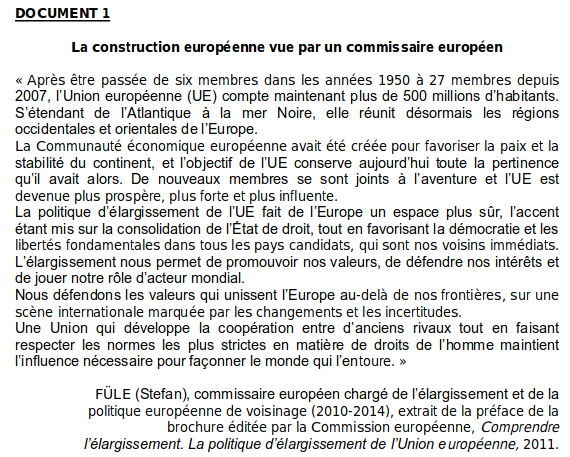 DOCUMENT 1
La construction européenne vue par un commissaire européen
« Après être passée de six membres dans les années 1950 à 27 membres depuis
2007, l’Union européenne (UE) compte maintenant plus de 500 millions d’habitants.
S’étendant de l’Atlantique à la mer Noire, elle réunit désormais les régions
occidentales et orientales de l’Europe.
La Communauté économique européenne avait été créée pour favoriser la paix et la
stabilité du continent, et l’objectif de l’UE conserve aujourd’hui toute la pertinence
qu’il avait alors. De nouveaux membres se sont joints à l’aventure et l’UE est
devenue plus prospère, plus forte et plus influente.
La politique d’élargissement de l’UE fait de l’Europe un espace plus sûr, l’accent
étant mis sur la consolidation de l’État de droit, tout en favorisant la démocratie et les
libertés fondamentales dans tous les pays candidats, qui sont nos voisins immédiats.
L’élargissement nous permet de promouvoir nos valeurs, de défendre nos intérêts et
de jouer notre rôle d’acteur mondial.
Nous défendons les valeurs qui unissent l’Europe au-delà de nos frontières, sur une
scène internationale marquée par les changements et les incertitudes.
Une Union qui développe la coopération entre d’anciens rivaux tout en faisant
respecter les normes les plus strictes en matière de droits de l’homme maintient
l’influence nécessaire pour façonner le monde qui l’entoure. »
FÜLE (Stefan), commissaire européen chargé de l’élargissement et de la
politique européenne de voisinage (2010-2014), extrait de la préface de la
brochure éditée par la Commission européenne, Comprendre
l’élargissement. La politique d’élargissement de l’Union européenne, 2011.